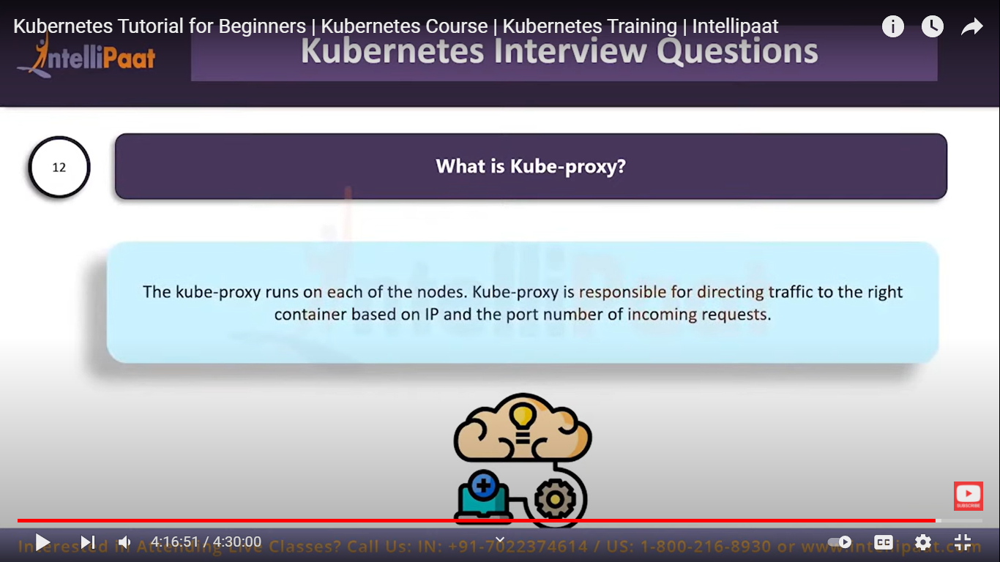 Kubernetes Tutorial for Beginners | Kubernetes Course | Kubernetes Training | Intellipaat
IntelliPaat
Kubernetes Interview Questions
12
What is Kube-proxy?
The kube-proxy runs on each of the nodes. Kube-proxy is responsible for directing traffic to the right
container based on IP and the port number of incoming requests.
IntelliPaat
SUBSCRIBE
4:16:51 / 4:30:00
CC
Interested in Attending Live Classes? Call Us: IN: +91-7022374614 / US: 1-800-216-8930 or www.intellipaat.com